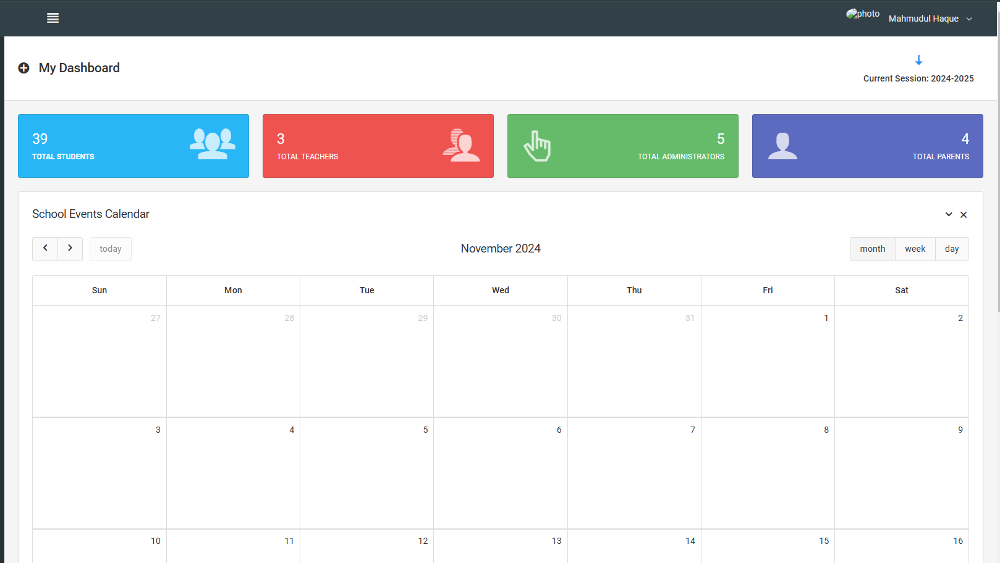 photo
Mahmudul Haque
My Dashboard
Current Session: 2024-2025
39
TOTAL STUDENTS
3
TOTAL TEACHERS
5
TOTAL ADMINISTRATORS
4
TOTAL PARENTS
School Events Calendar
today
November 2024
month week day
Sun Mon Tue Wed Thu Fri Sat
27 28 29 30 31 1 2
3 4 5 6 7 8 9
10 11 12 13 14 15 16